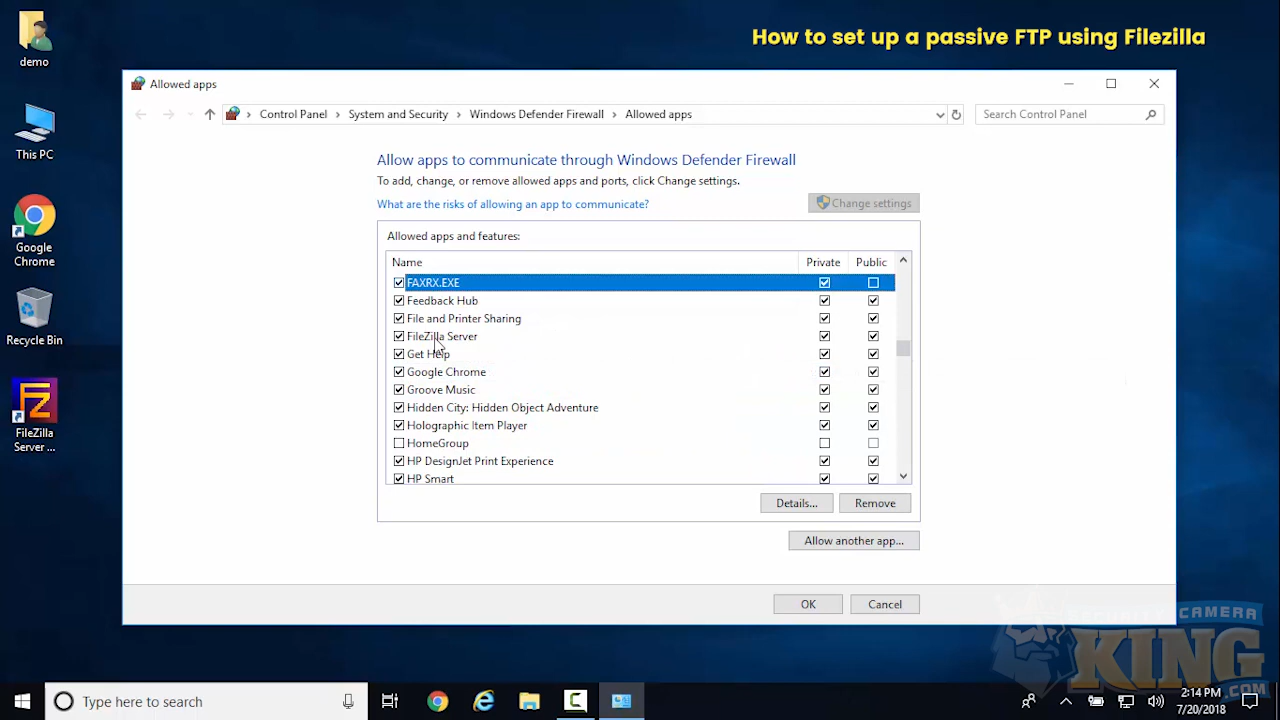 How to set up a passive FTP using Filezilla
demo
This PC
Google
Chrome
Recycle Bin
FZ
FileZilla
Server ...
Allowed apps
Control Panel > System and Security > Windows Defender Firewall > Allowed apps
Search Control Panel
Allow apps to communicate through Windows Defender Firewall
To add, change, or remove allowed apps and ports, click Change settings.
What are the risks of allowing an app to communicate?
Change settings
Allowed apps and features:
Name Private Public
FAXRX.EXE
Feedback Hub
File and Printer Sharing
FileZilla Server
Get Help
Google Chrome
Groove Music
Hidden City: Hidden Object Adventure
Holographic Item Player
HomeGroup
HP DesignJet Print Experience
HP Smart
Details... Remove
Allow another app...
OK Cancel
SECURITY CAMERA
KING
.COM
Type here to search
2:14 PM
7/20/2018